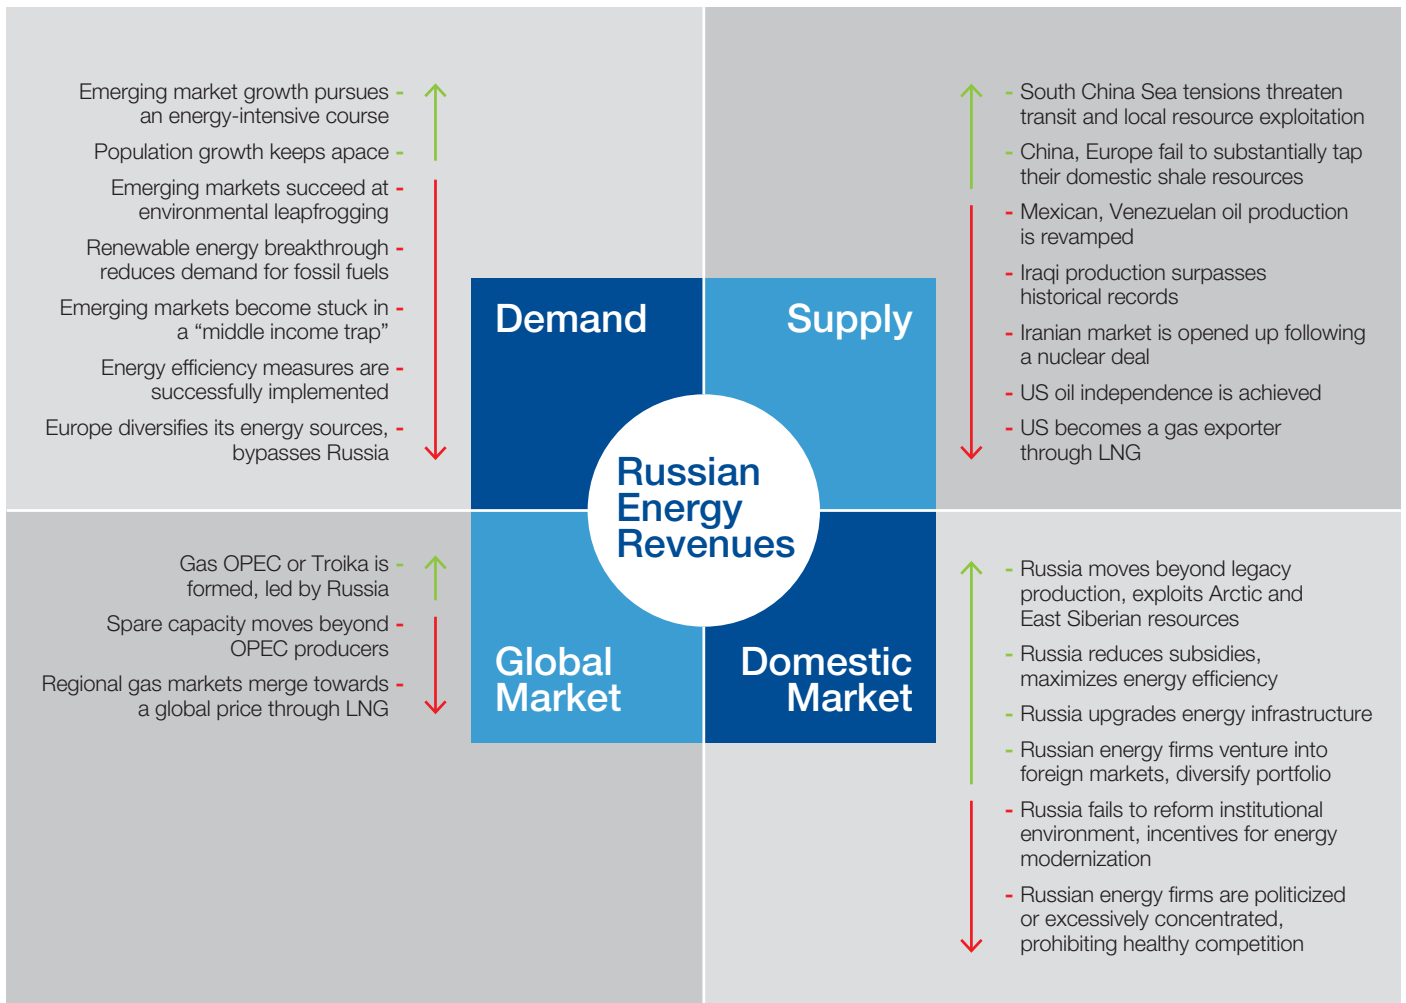 Emerging market growth pursues -
an energy-intensive course
Population growth keeps apace -
Emerging markets succeed at -
environmental leapfrogging
Renewable energy breakthrough -
reduces demand for fossil fuels
Emerging markets become stuck in -
a “middle income trap”
Energy efficiency measures are -
successfully implemented
Europe diversifies its energy sources, -
bypasses Russia
- South China Sea tensions threaten
transit and local resource exploitation
- China, Europe fail to substantially tap
their domestic shale resources
- Mexican, Venezuelan oil production
is revamped
- Iraqi production surpasses
historical records
- Iranian market is opened up following
a nuclear deal
- US oil independence is achieved
- US becomes a gas exporter
through LNG
Demand
Supply
Russian
Energy
Revenues
Global
Market
Domestic
Market
Gas OPEC or Troika is -
formed, led by Russia
Spare capacity moves beyond -
OPEC producers
Regional gas markets merge towards -
a global price through LNG
- Russia moves beyond legacy
production, exploits Arctic and
East Siberian resources
- Russia reduces subsidies,
maximizes energy efficiency
- Russia upgrades energy infrastructure
- Russian energy firms venture into
foreign markets, diversify portfolio
- Russia fails to reform institutional
environment, incentives for energy
modernization
- Russian energy firms are politicized
or excessively concentrated,
prohibiting healthy competition